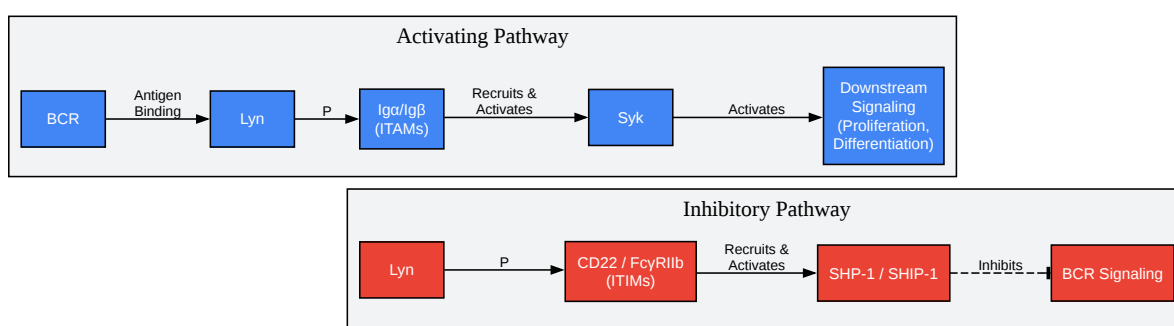 Activating Pathway
BCR
Antigen
Binding
Lyn
P
Igα/Igβ
(ITAMs)
Recruits &
Activates
Syk
Activates
Downstream
Signaling
(Proliferation,
Differentiation)
Inhibitory Pathway
Lyn
P
CD22 / FcγRIIb
(ITIMs)
Recruits &
Activates
SHP-1 / SHIP-1
Inhibits
BCR Signaling